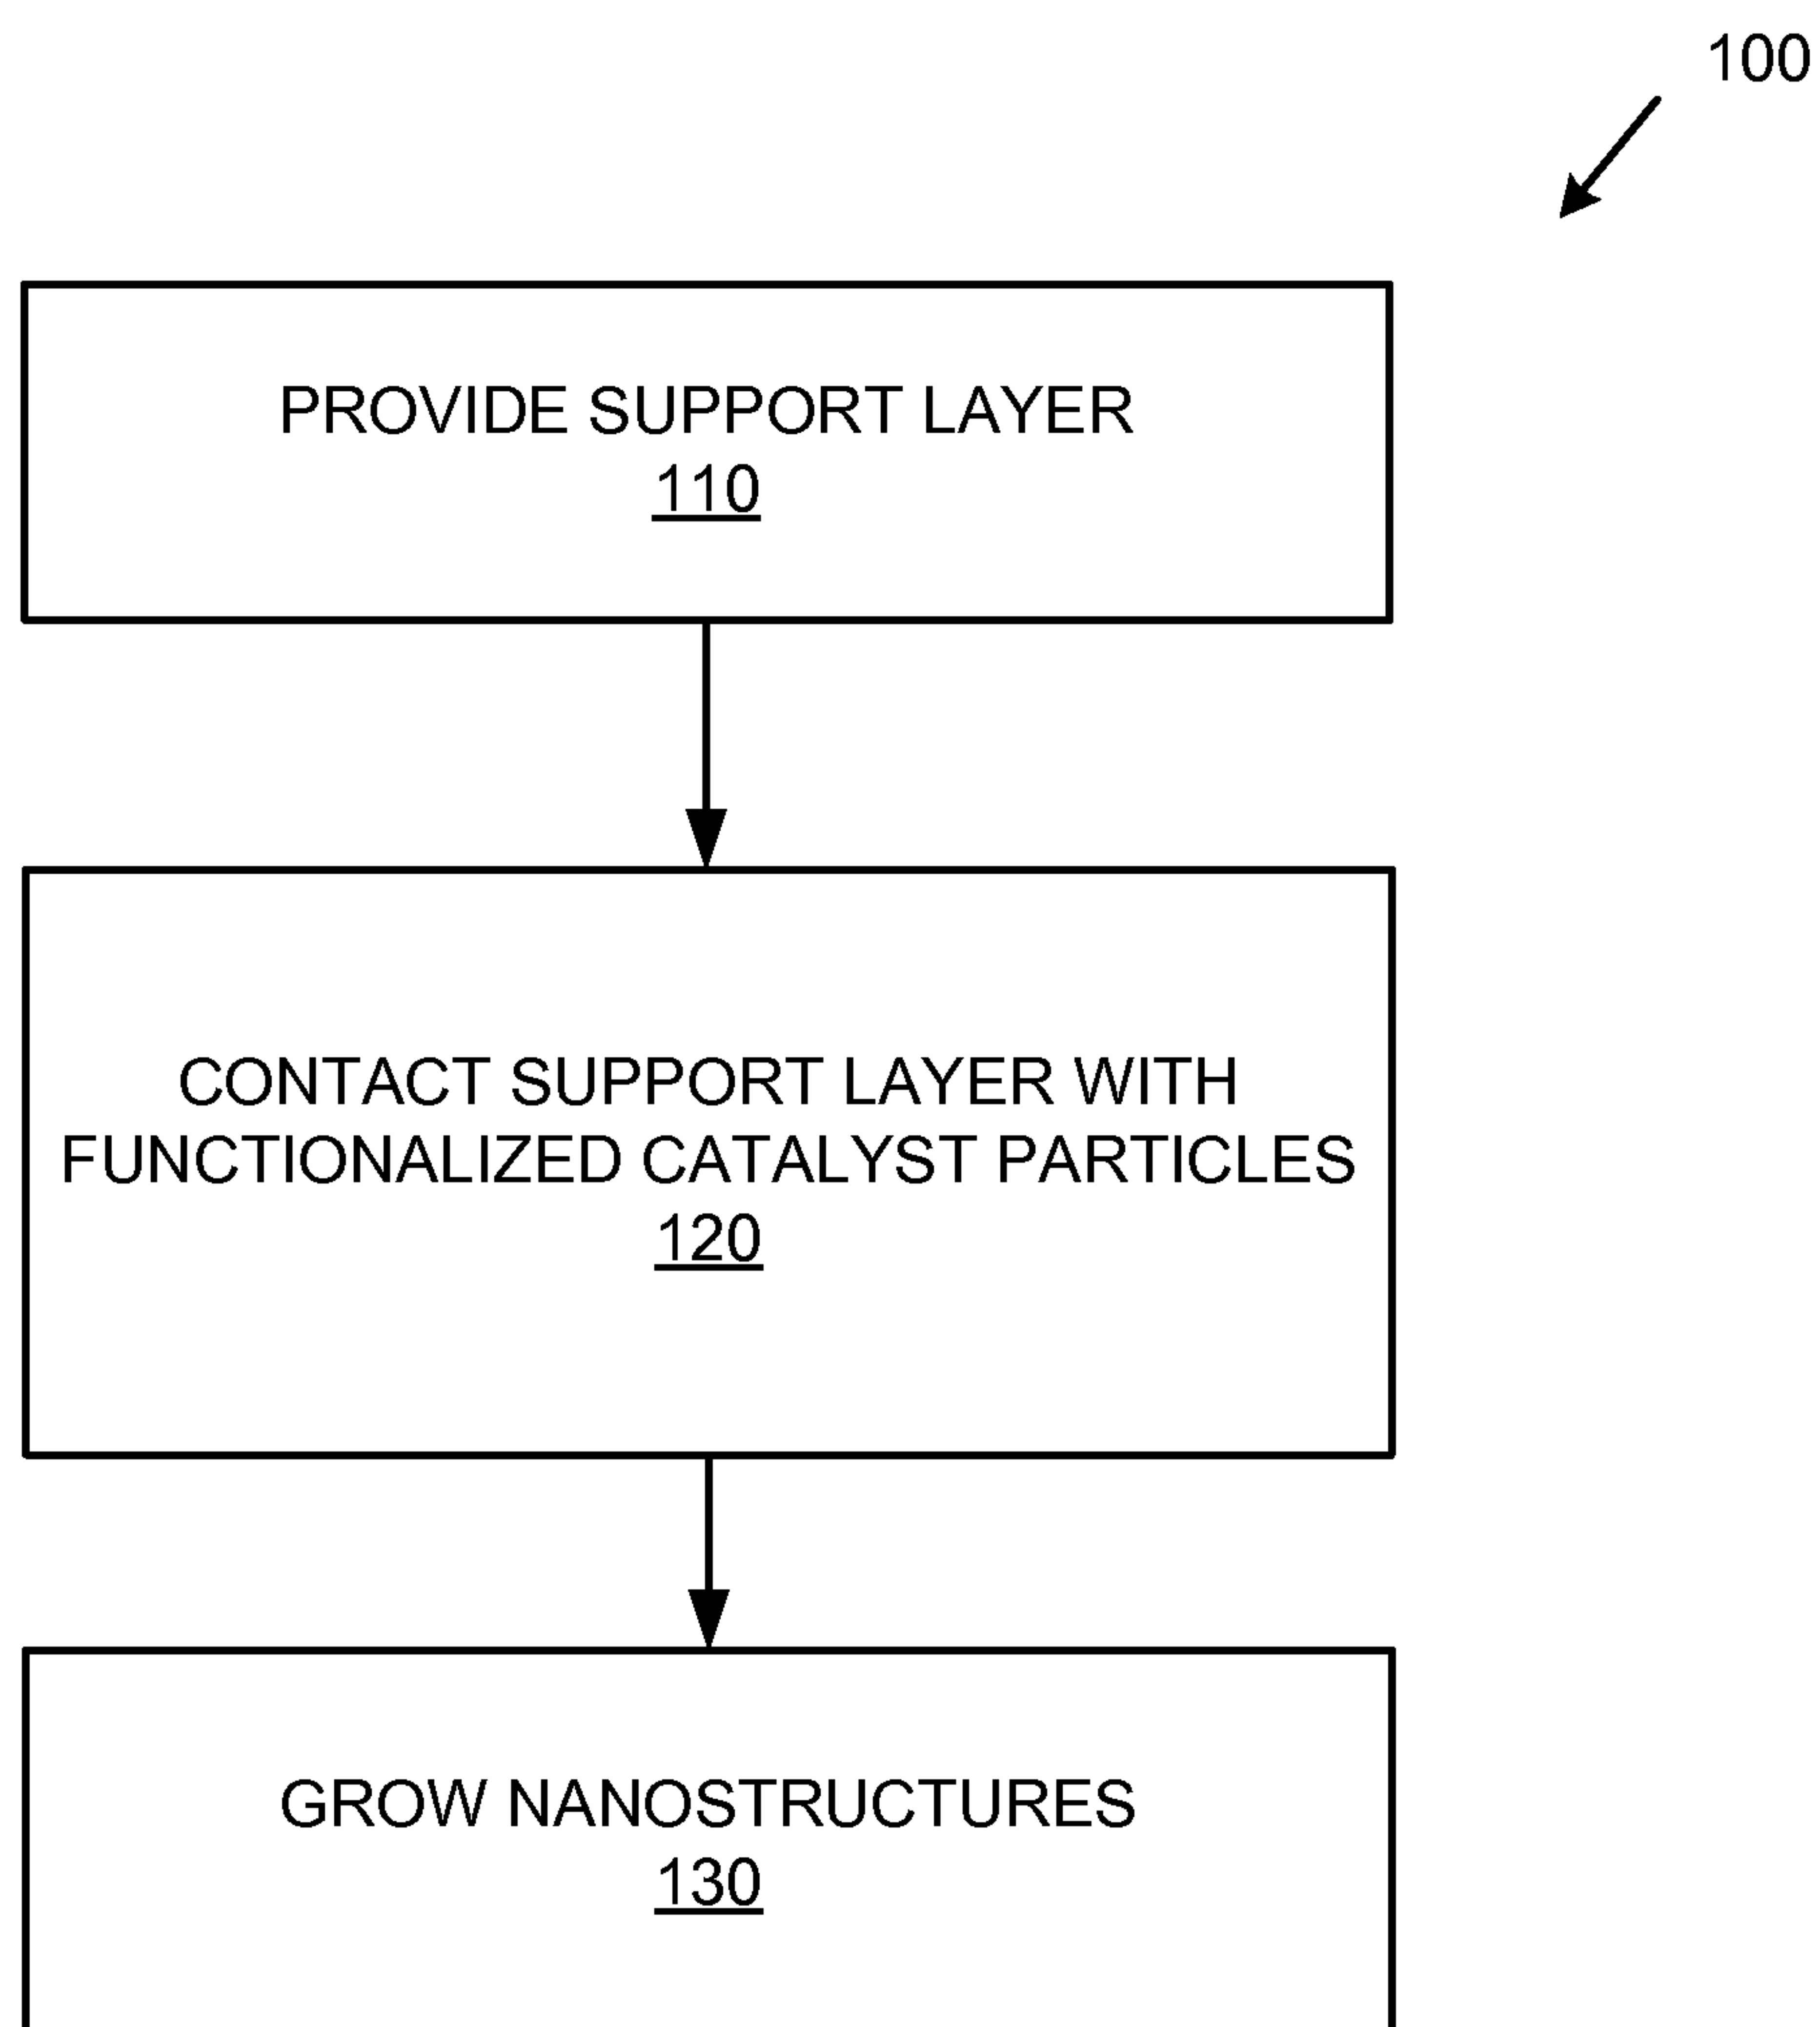 100
PROVIDE SUPPORT LAYER
110
CONTACT SUPPORT LAYER WITH
FUNCTIONALIZED CATALYST PARTICLES
120
GROW NANOSTRUCTURES
130